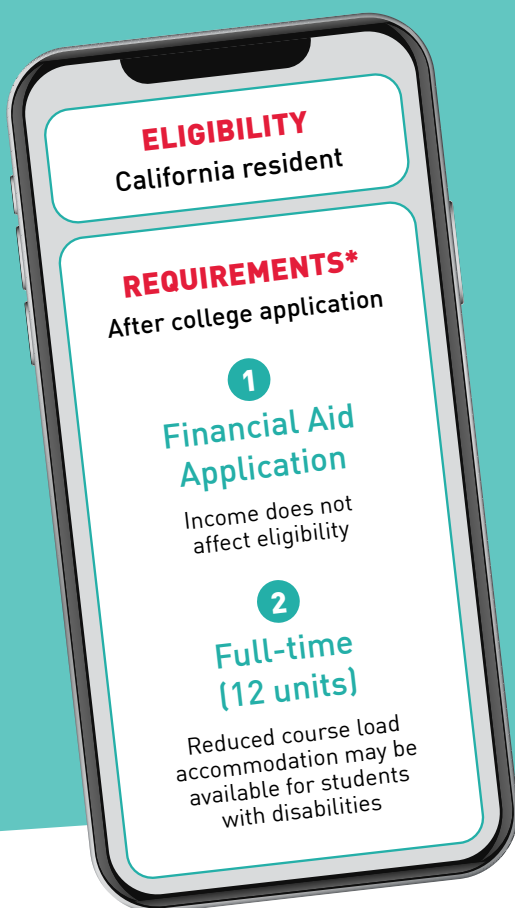 ELIGIBILITY
California resident
REQUIREMENTS*
After college application
1
Financial Aid
Application
Income does not
affect eligibility
2
Full-time
(12 units)
Reduced course load
accommodation may be
available for students
with disabilities